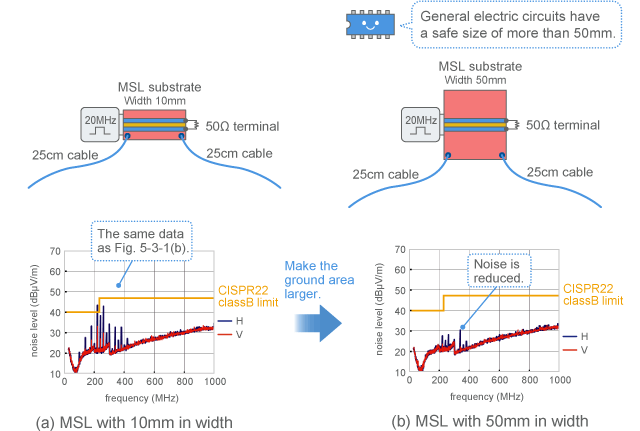 General electric circuits have
a safe size of more than 50mm.
MSL substrate
Width 10mm
20MHz
50Ω terminal
25cm cable
25cm cable
MSL substrate
Width 50mm
20MHz
50Ω terminal
25cm cable
25cm cable
The same data
as Fig. 5-3-1(b).
noise level (dBµV/m)
70
60
50
40
30
20
10
0
200
400
600
800
1000
frequency (MHz)
CISPR22
classB limit
H
V
(a) MSL with 10mm in width
Make the
ground area
larger.
Noise is
reduced.
noise level (dBµV/m)
70
60
50
40
30
20
10
0
200
400
600
800
1000
frequency (MHz)
CISPR22
classB limit
H
V
(b) MSL with 50mm in width